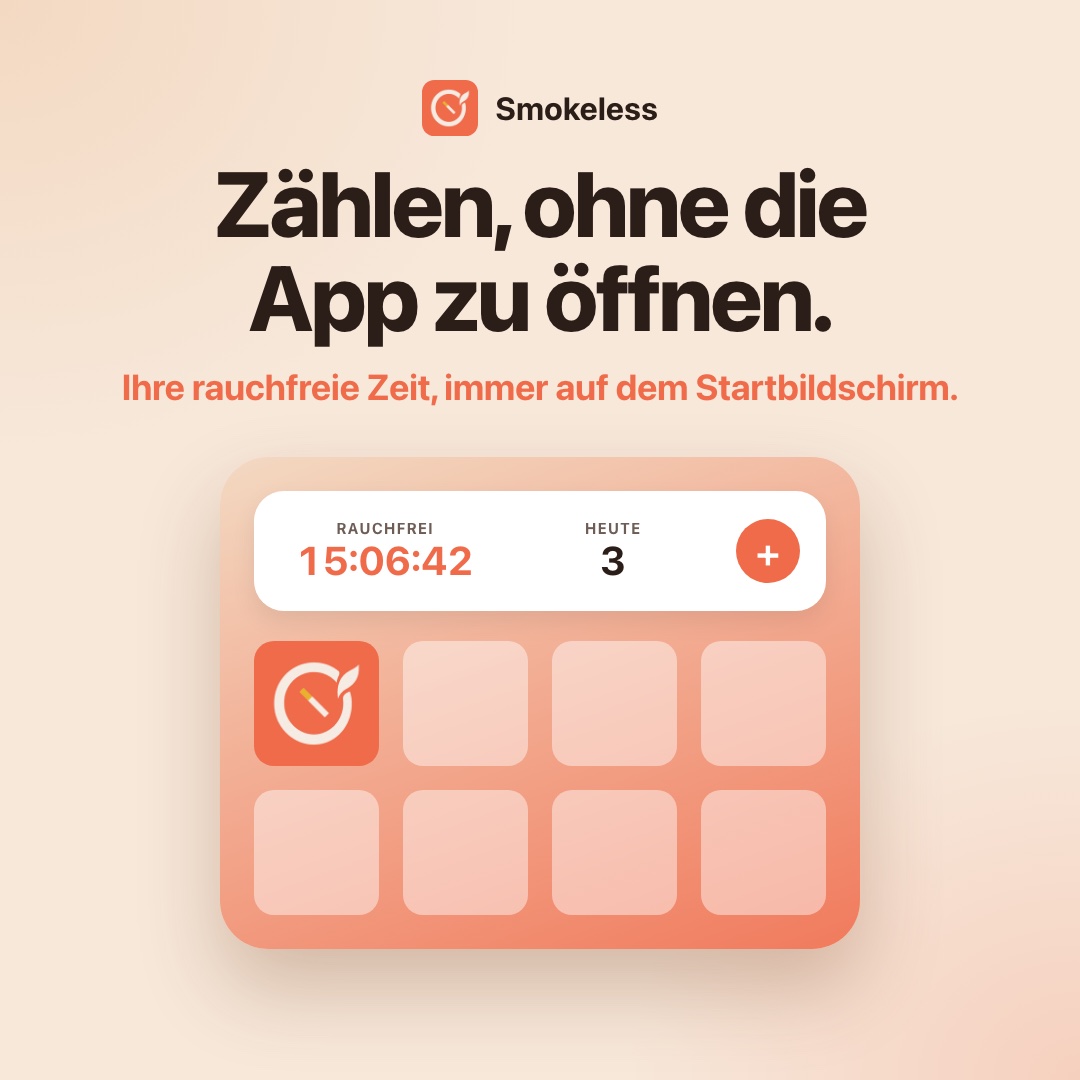 Smokeless
Zählen, ohne die
App zu öffnen.
Ihre rauchfreie Zeit, immer auf dem Startbildschirm.
RAUCHFREI
15:06:42
HEUTE
3
+